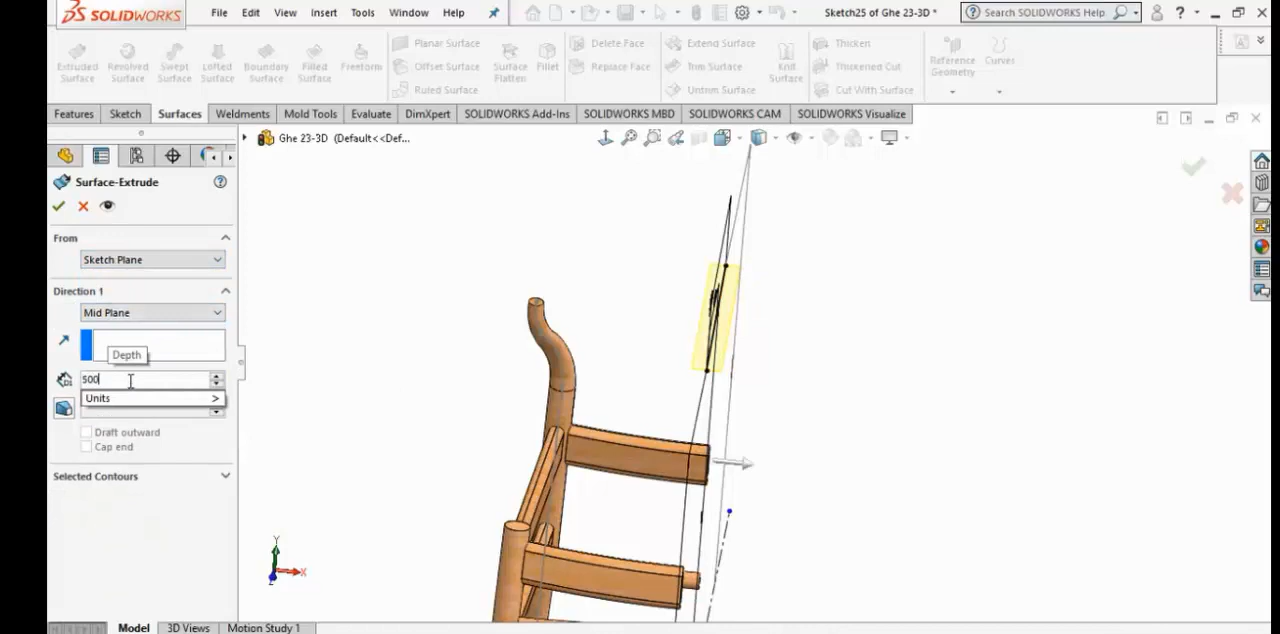 SOLIDWORKS File Edit View Insert Tools Window Help Sketch25 of Ghe 23-3D * Search SOLIDWORKS Help ?
Extruded Surface Revolved Surface Swept Surface Lofted Surface Boundary Surface Filled Surface Freeform Planar Surface Offset Surface Ruled Surface Surface Flatten Fillet Delete Face Replace Face Extend Surface Trim Surface Untrim Surface Knit Surface Thicken Thickened Cut Cut With Surface Reference Geometry Curves
Features Sketch Surfaces Weldments Mold Tools Evaluate DimXpert SOLIDWORKS Add-Ins SOLIDWORKS MBD SOLIDWORKS CAM SOLIDWORKS Visualize
Ghe 23-3D (Default<<Def...
Surface-Extrude
From
Sketch Plane
Direction 1
Mid Plane
Depth
500
Units >
Draft outward
Cap end
Selected Contours
Y
X
Z
Model 3D Views Motion Study 1